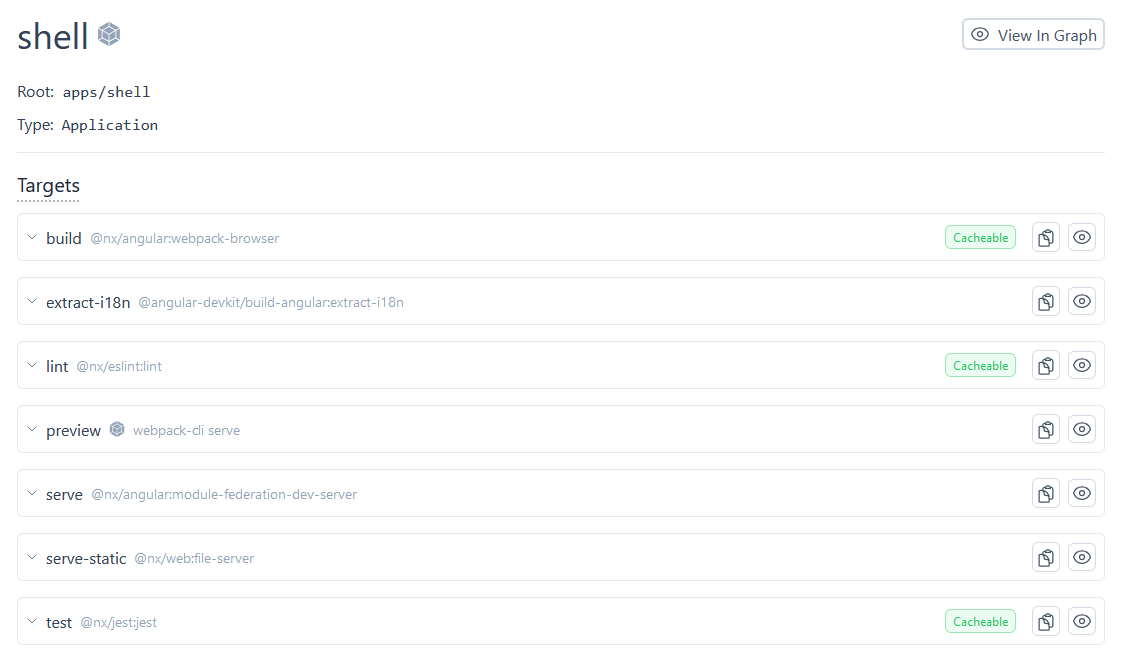 shell
View In Graph
Root: apps/shell
Type: Application
Targets
build @nx/angular:webpack-browser Cacheable
extract-i18n @angular-devkit/build-angular:extract-i18n
lint @nx/eslint:lint Cacheable
preview webpack-cli serve
serve @nx/angular:module-federation-dev-server
serve-static @nx/web:file-server
test @nx/jest:jest Cacheable